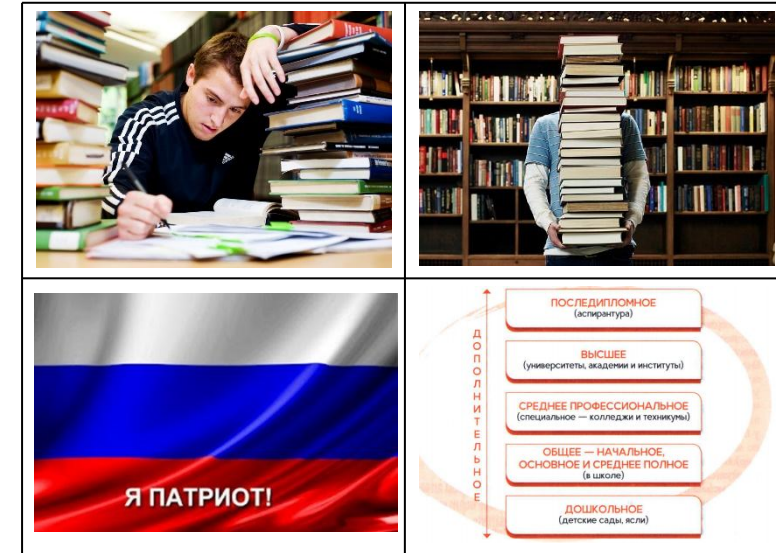 adidas
Я ПАТРИОТ!
ДОПОЛНИТЕЛЬНОЕ
ПОСЛЕДИПЛОМНОЕ
(аспирантура)
ВЫСШЕЕ
(университеты, академии и институты)
СРЕДНЕЕ ПРОФЕССИОНАЛЬНОЕ
(специальное — колледжи и техникумы)
ОБЩЕЕ — НАЧАЛЬНОЕ,
ОСНОВНОЕ И СРЕДНЕЕ ПОЛНОЕ
(в школе)
ДОШКОЛЬНОЕ
(детские сады, ясли)